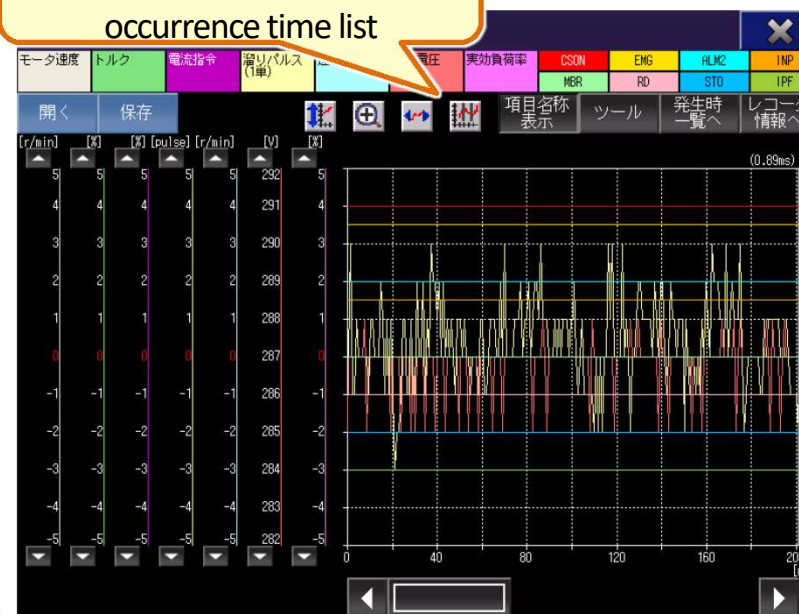 occurrence time list
モータ速度 トルク 電流指令 溜りパルス 電圧 実効負荷率 CSON EMG ALM2 INP
(1単) MBR RD STO IPF
開く 保存 項目名称 ツール 発生時 レコーダ
表示 一覧へ 情報へ
[r/min] [%] [%] [pulse] [r/min] [V] [%]
(0.89ms)
5 5 5 5 5 292 5
4 4 4 4 4 291 4
3 3 3 3 3 290 3
2 2 2 2 2 289 2
1 1 1 1 1 288 1
0 0 0 0 0 287 0
-1 -1 -1 -1 -1 286 -1
-2 -2 -2 -2 -2 285 -2
-3 -3 -3 -3 -3 284 -3
-4 -4 -4 -4 -4 283 -4
-5 -5 -5 -5 -5 282 -5
0 40 80 120 160 20